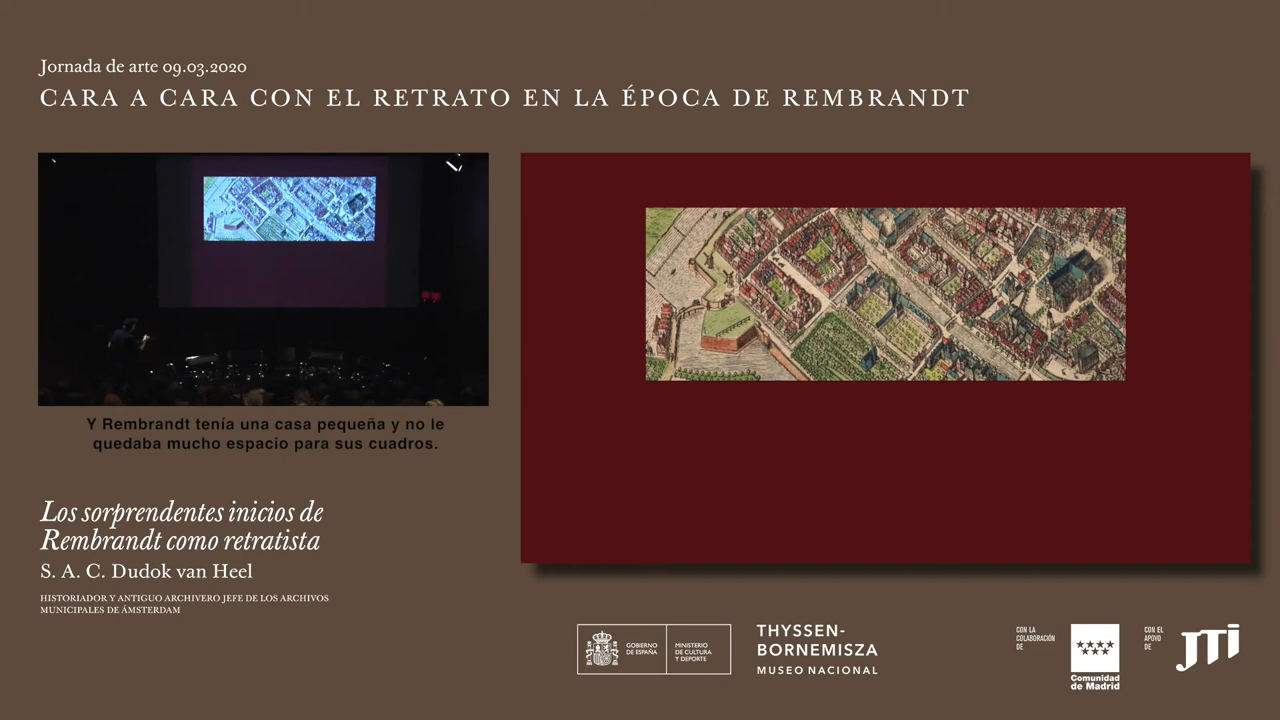 Jornada de arte 09.03.2020
CARA A CARA CON EL RETRATO EN LA ÉPOCA DE REMBRANDT
Y Rembrandt tenía una casa pequeña y no le
quedaba mucho espacio para sus cuadros.
Los sorprendentes inicios de
Rembrandt como retratista
S. A. C. Dudok van Heel
HISTORIADOR Y ANTIGUO ARCHIVERO JEFE DE LOS ARCHIVOS
MUNICIPALES DE ÁMSTERDAM
GOBIERNO
DE ESPAÑA
MINISTERIO
DE CULTURA
Y DEPORTE
THYSSEN-
BORNEMISZA
MUSEO NACIONAL
CON LA
COLABORACIÓN
DE
Comunidad
de Madrid
CON EL
APOYO
DE
JTi